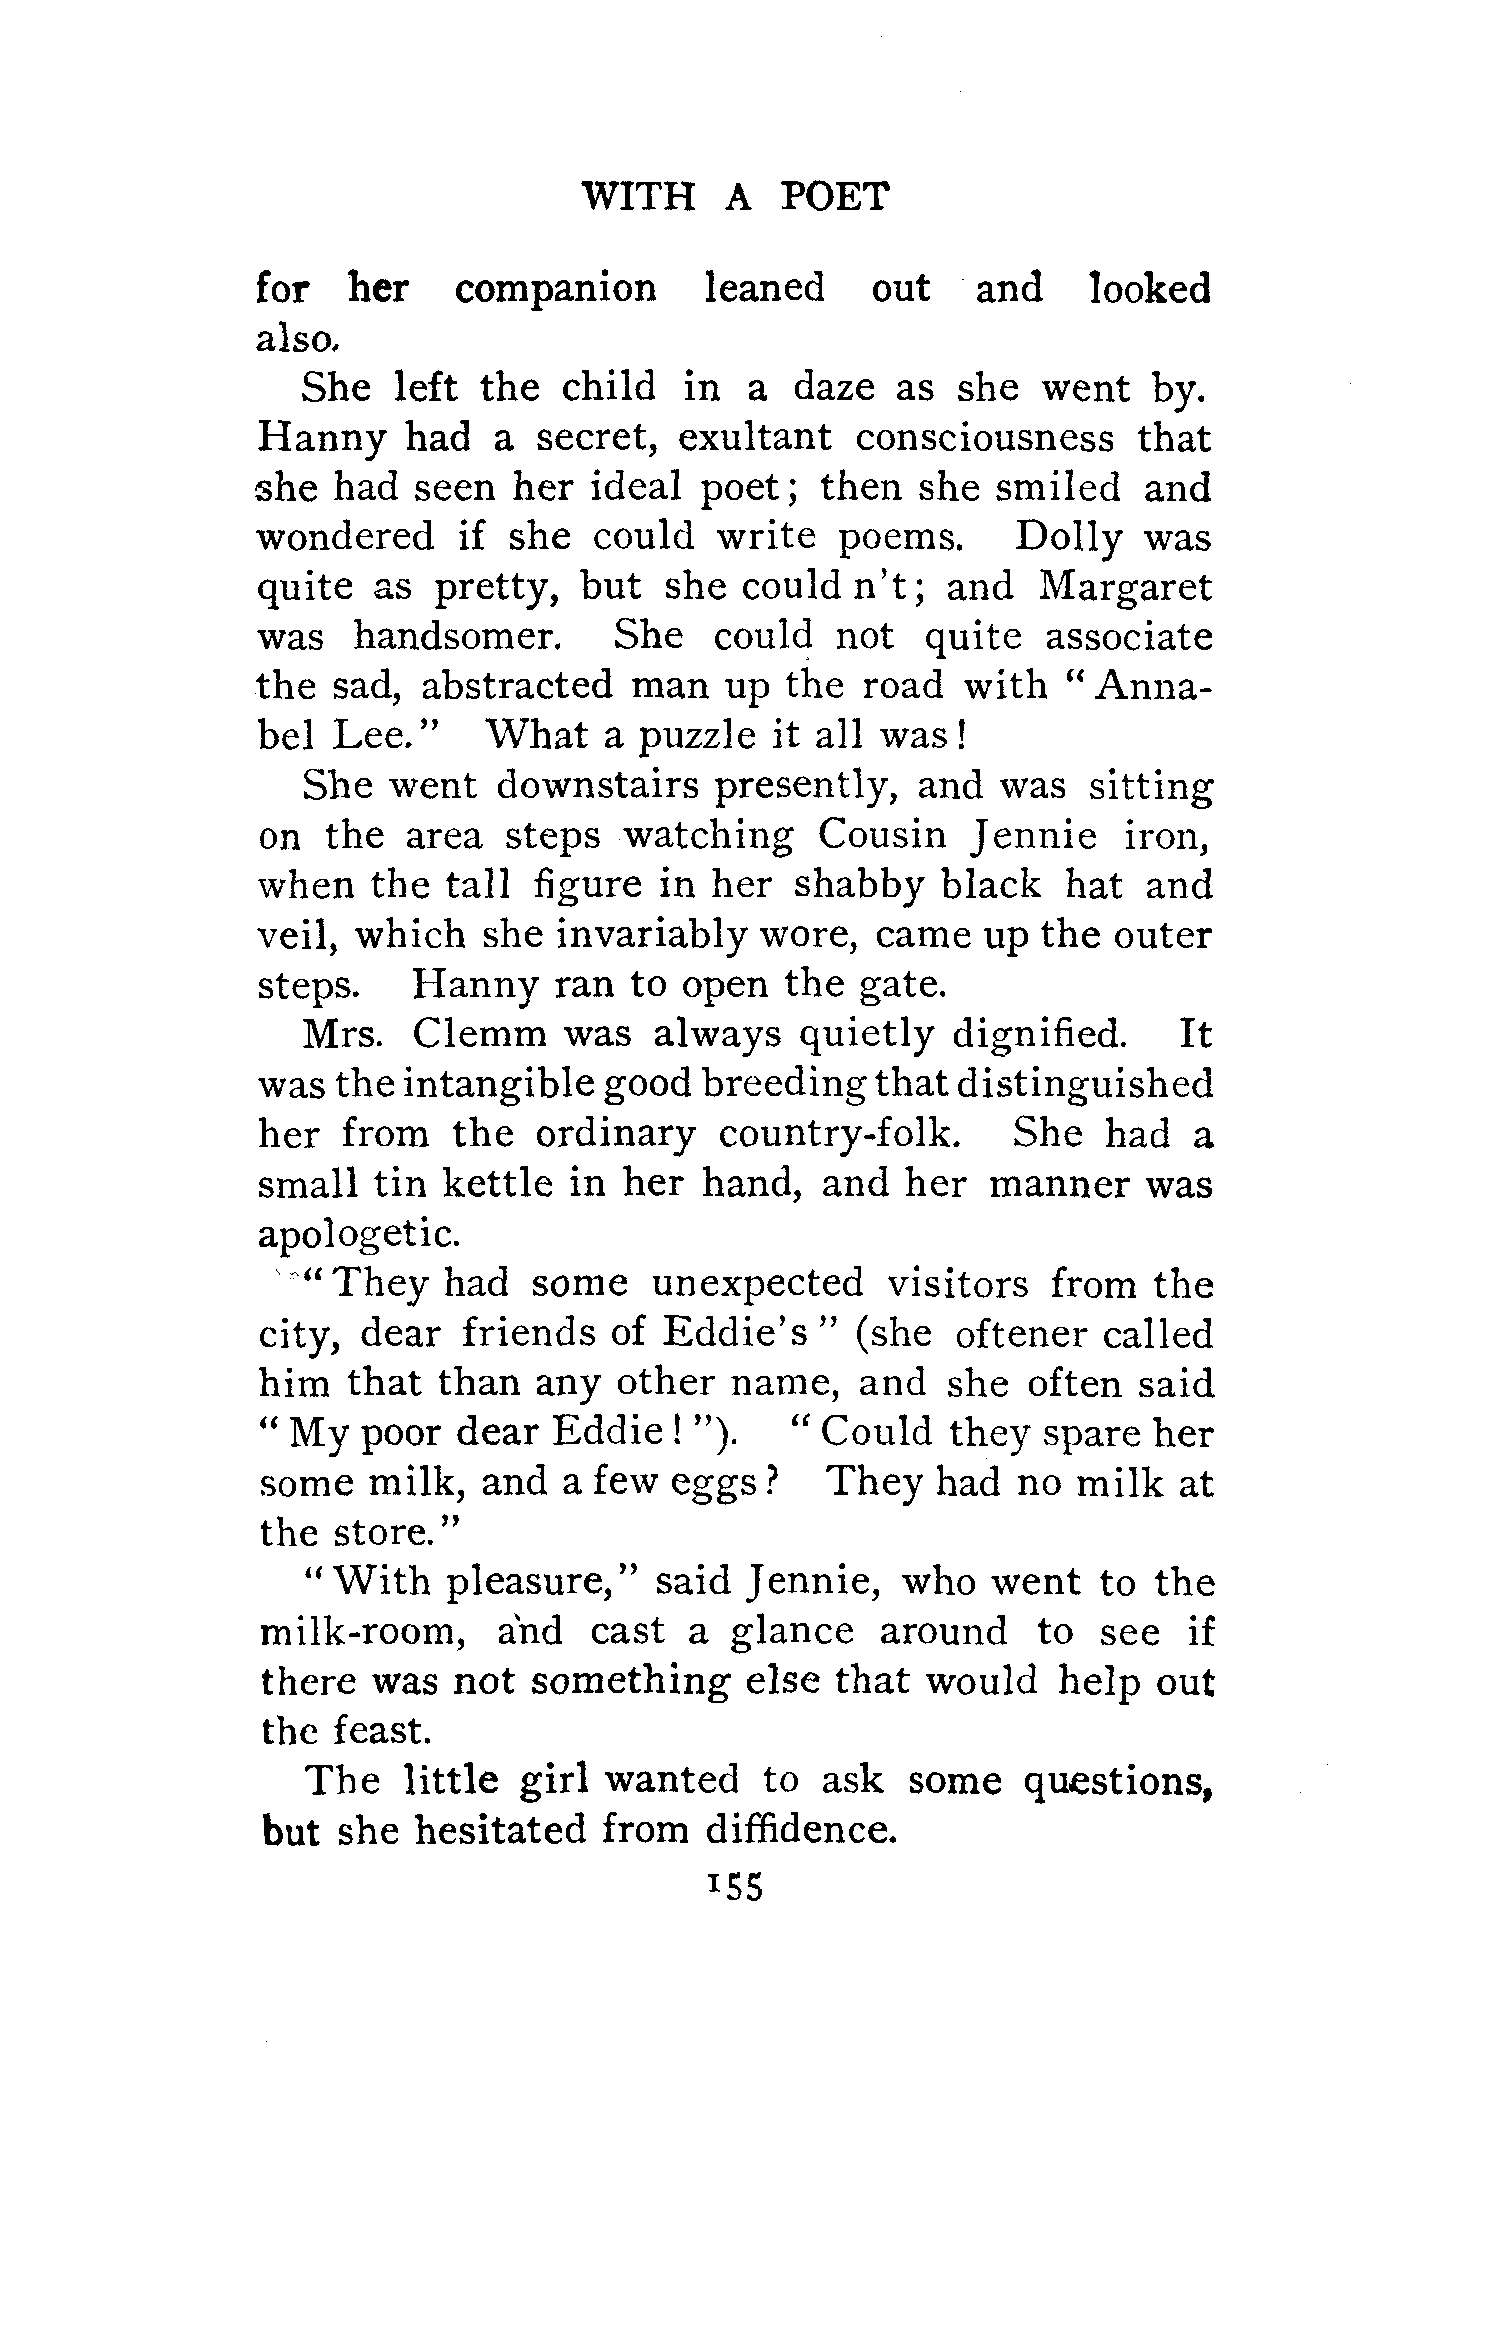 WITH A POET
for her companion leaned out and looked
also.
She left the child in a daze as she went by.
Hanny had a secret, exultant consciousness that
she had seen her ideal poet; then she smiled and
wondered if she could write poems. Dolly was
quite as pretty, but she could n't; and Margaret
was handsomer. She could not quite associate
the sad, abstracted man up the road with "Anna-
bel Lee." What a puzzle it all was!
She went downstairs presently, and was sitting
on the area steps watching Cousin Jennie iron,
when the tall figure in her shabby black hat and
veil, which she invariably wore, came up the outer
steps. Hanny ran to open the gate.
Mrs. Clemm was always quietly dignified. It
was the intangible good breeding that distinguished
her from the ordinary country-folk. She had a
small tin kettle in her hand, and her manner was
apologetic.
"They had some unexpected visitors from the
city, dear friends of Eddie's" (she oftener called
him that than any other name, and she often said
"My poor dear Eddie!"). "Could they spare her
some milk, and a few eggs? They had no milk at
the store."
"With pleasure," said Jennie, who went to the
milk-room, and cast a glance around to see if
there was not something else that would help out
the feast.
The little girl wanted to ask some questions,
but she hesitated from diffidence.
155